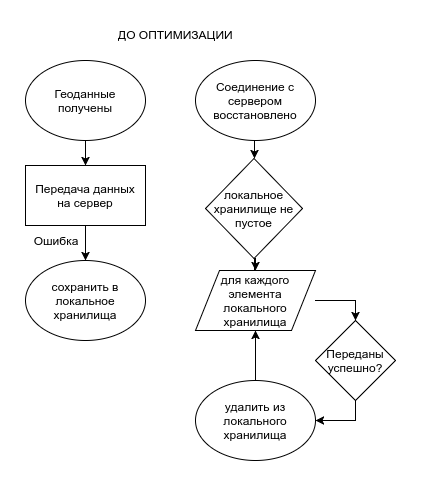 ДО ОПТИМИЗАЦИИ
Геоданные
получены
Передача данных
на сервер
Ошибка
сохранить в
локальное
хранилища
Соединение с
сервером
восстановлено
локальное
хранилище не
пустое
для каждого
элемента
локального
хранилища
Переданы
успешно?
удалить из
локального
хранилища